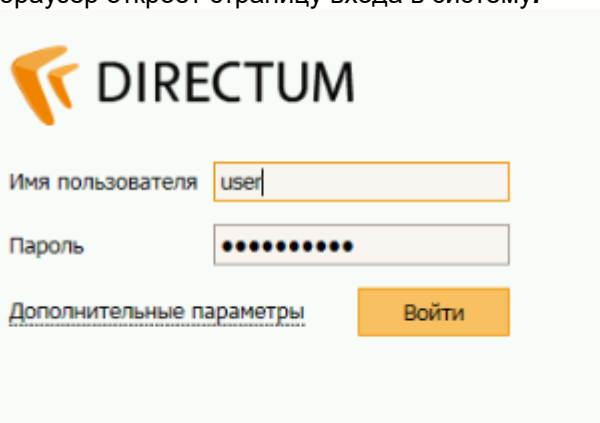 браузер откроет страницу входа в систему.
DIRECTUM
Имя пользователя user
Пароль ••••••••••
Дополнительные параметры Войти